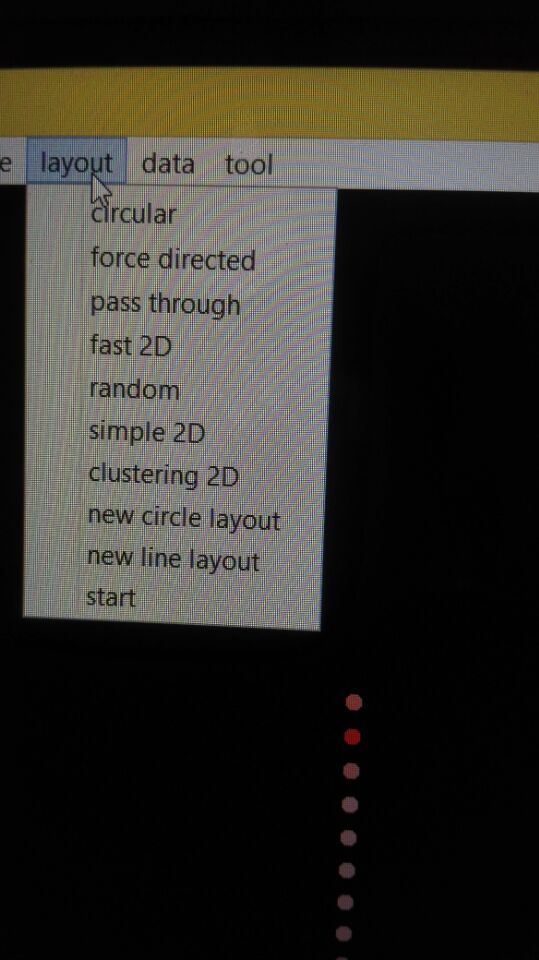 e layout data tool
circular
force directed
pass through
fast 2D
random
simple 2D
clustering 2D
new circle layout
new line layout
start